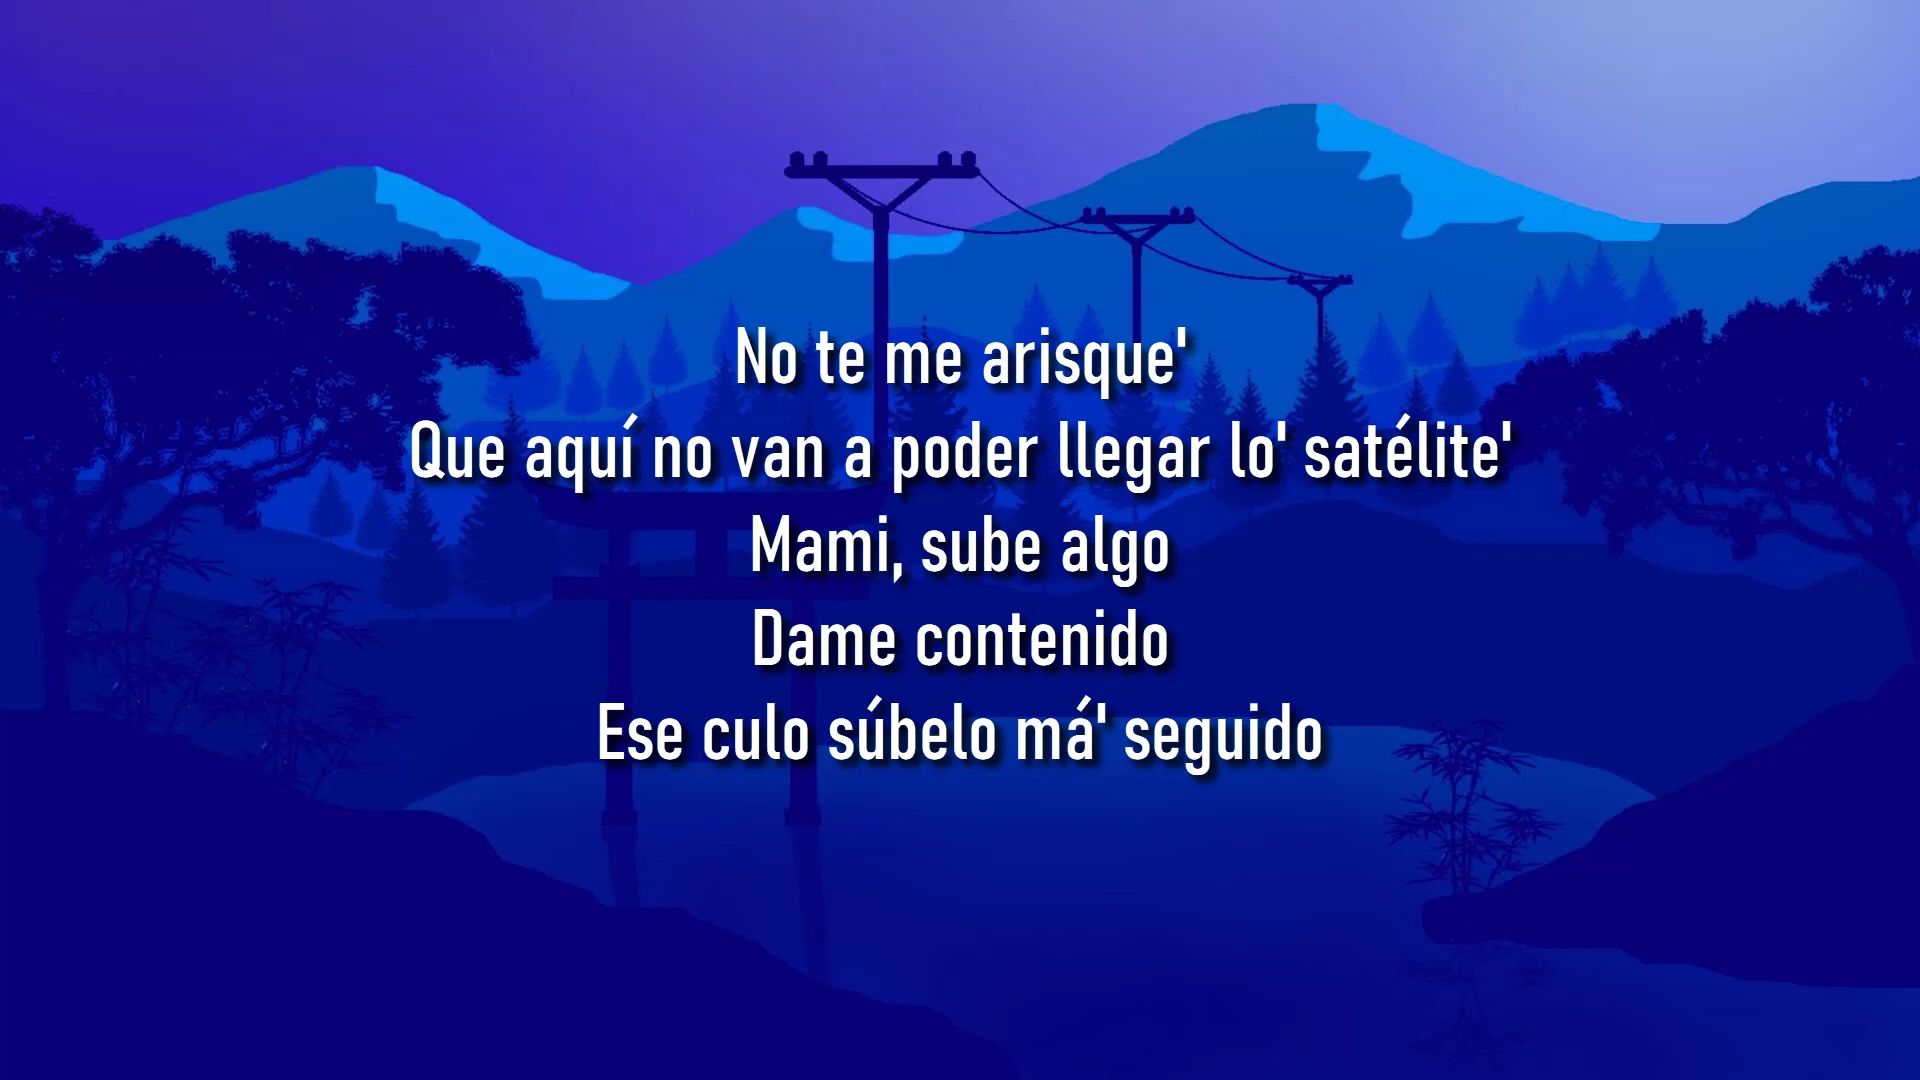 No te me arisque'
Que aquí no van a poder llegar lo' satélite'
Mami, sube algo
Dame contenido
Ese culo súbelo má' seguido